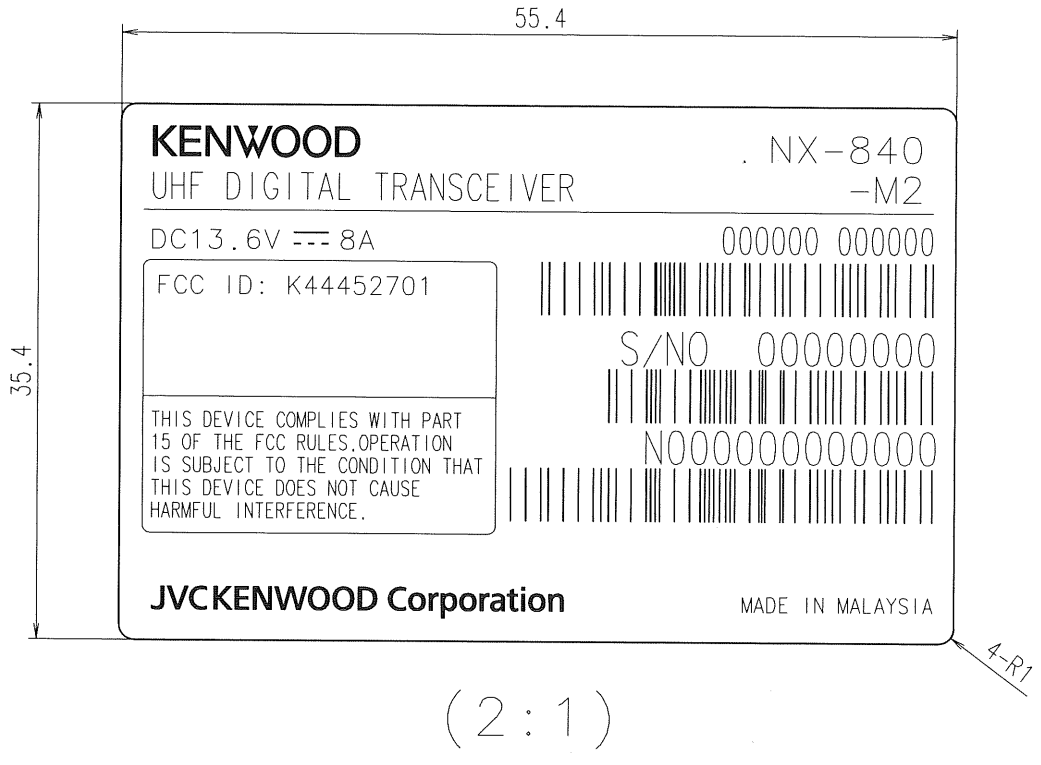 55.4
35.4
KENWOOD
. NX-840
UHF DIGITAL TRANSCEIVER
-M2
DC13.6V 8A
000000 000000
FCC ID: K44452701
S/NO 00000000
THIS DEVICE COMPLIES WITH PART
15 OF THE FCC RULES.OPERATION
IS SUBJECT TO THE CONDITION THAT
THIS DEVICE DOES NOT CAUSE
HARMFUL INTERFERENCE.
N000000000000
JVCKENWOOD Corporation
MADE IN MALAYSIA
4-R1
(2:1)